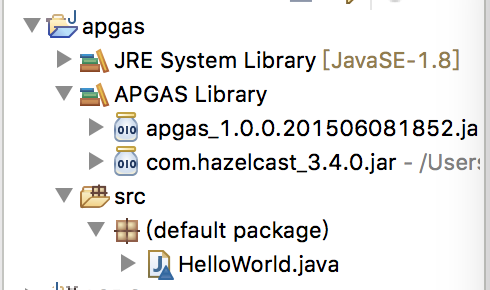 apgas
JRE System Library [JavaSE-1.8]
APGAS Library
apgas_1.0.0.201506081852.ja
com.hazelcast_3.4.0.jar - /Users
src
(default package)
HelloWorld.java